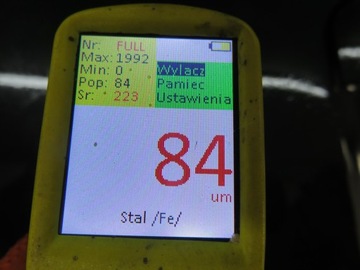 Nr: FULL
Max: 1992
Min: 0
Pop: 84
Sr: 223
Wylacz
Pamiec
Ustawienia
84
um
Stal /Fe/